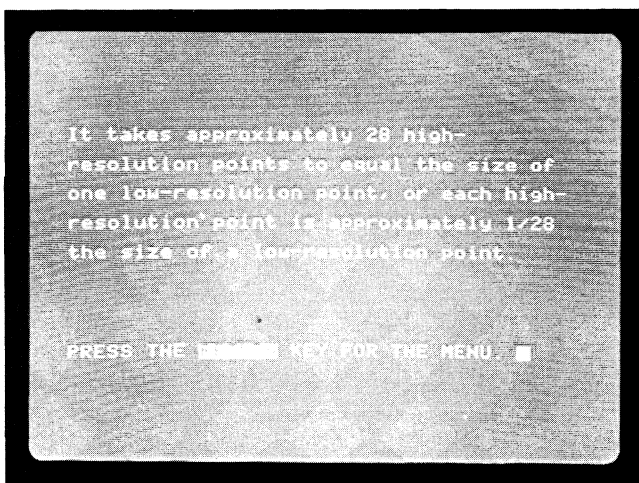 It takes approximately 28 high-
resolution points to equal the size of
one low-resolution point, or each high-
resolution point is approximately 1/28
the size of a low-resolution point.
PRESS THE KEY FOR THE MENU.